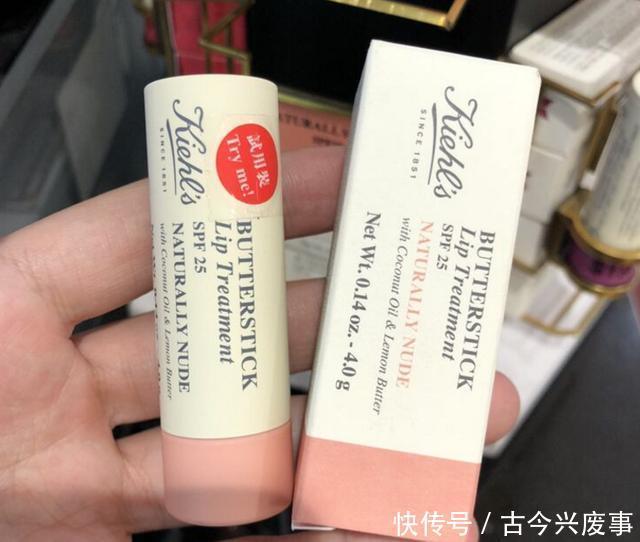 Kiehl's
SINCE 1851
試用装
Try me!
BUTTERSTICK
Lip Treatment
SPF 25
NATURALLY NUDE
with Coconut Oil & Lemon Butter
Kiehl's
SINCE 1851
BUTTERSTICK
Lip Treatment
SPF 25
NATURALLY NUDE
with Coconut Oil & Lemon Butter
Net Wt. 0.14 oz. - 4.0 g
快传号 / 古今兴废事